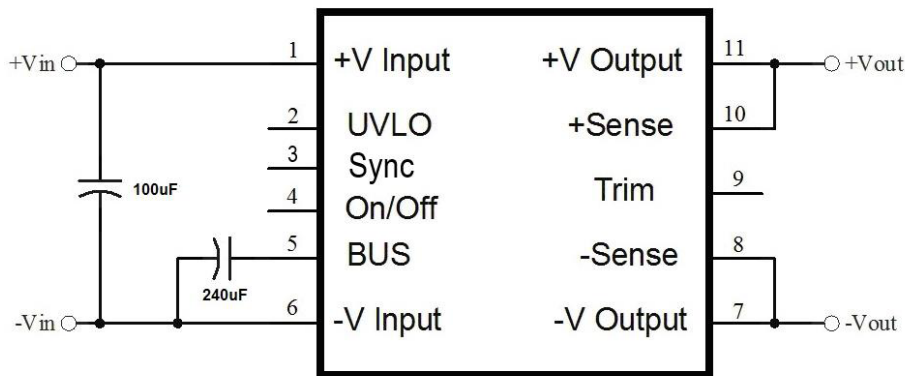 +Vin
1
+V Input
+V Output
11
+Vout
2
UVLO
+Sense
10
3
Sync
100uF
Trim
9
4
On/Off
5
BUS
-Sense
8
240uF
-Vin
6
-V Input
-V Output
7
-Vout